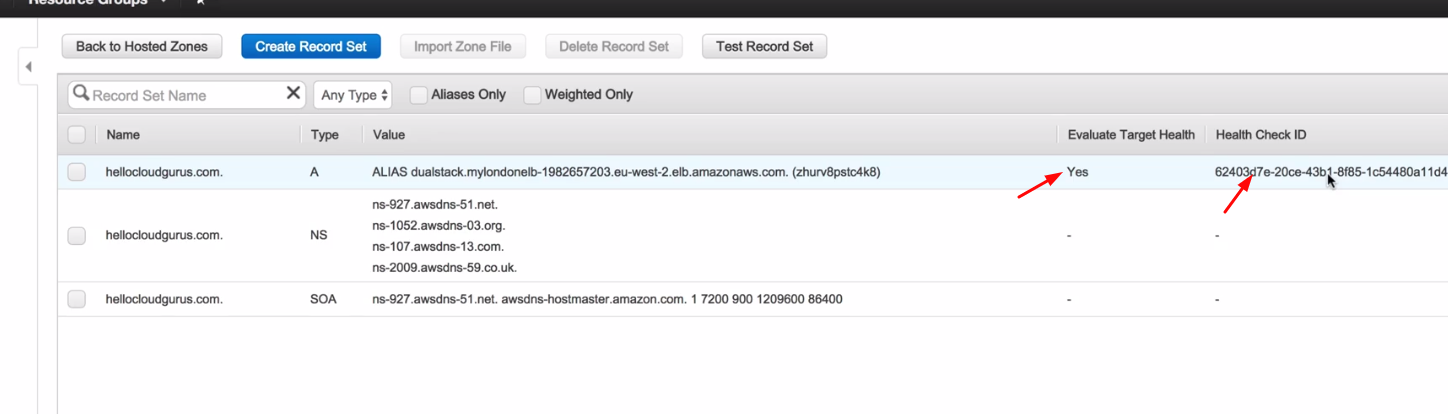 Resource Groups
Back to Hosted Zones Create Record Set Import Zone File Delete Record Set Test Record Set
Record Set Name Any Type Aliases Only Weighted Only
Name Type Value Evaluate Target Health Health Check ID
hellocloudgurus.com. A ALIAS dualstack.mylondonelb-1982657203.eu-west-2.elb.amazonaws.com. (zhurv8pstc4k8) Yes 62403d7e-20ce-43b1-8f85-1c54480a11d4
ns-927.awsdns-51.net.
ns-1052.awsdns-03.org.
hellocloudgurus.com. NS - -
ns-107.awsdns-13.com.
ns-2009.awsdns-59.co.uk.
hellocloudgurus.com. SOA ns-927.awsdns-51.net. awsdns-hostmaster.amazon.com. 1 7200 900 1209600 86400 - -